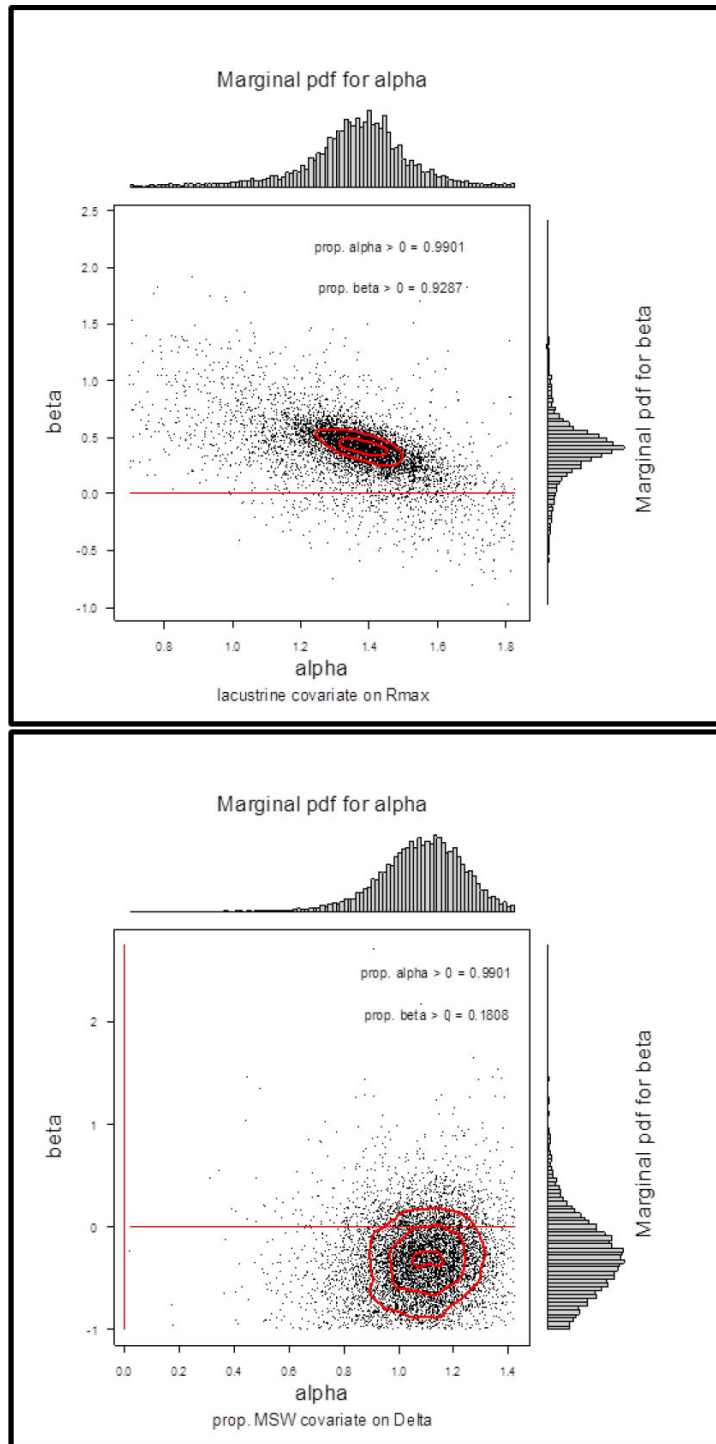 Marginal pdf for alpha
prop. alpha > 0 = 0.9901
prop. beta > 0 = 0.9287
2.5
2.0
1.5
1.0
0.5
0.0
-0.5
-1.0
beta
Marginal pdf for beta
0.8 1.0 1.2 1.4 1.6 1.8
alpha
lacustrine covariate on Rmax
Marginal pdf for alpha
prop. alpha > 0 = 0.9901
prop. beta > 0 = 0.1808
2
1
0
-1
beta
Marginal pdf for beta
0.0 0.2 0.4 0.6 0.8 1.0 1.2 1.4
alpha
prop. MSW covariate on Delta